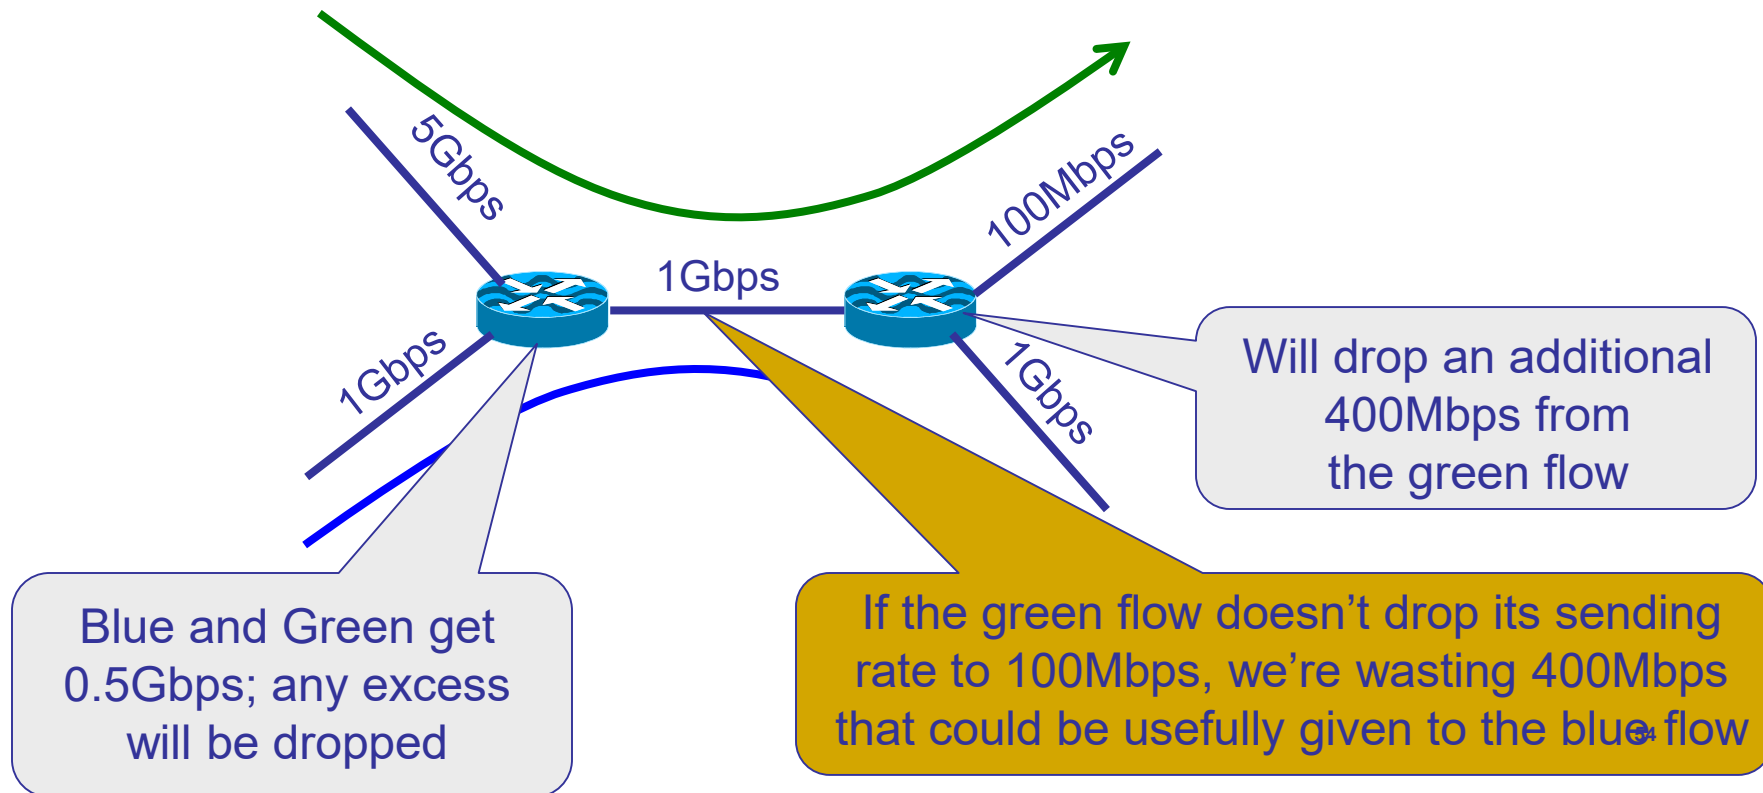 5Gbps
100Mbps
1Gbps
1Gbps
1Gbps
Will drop an additional
400Mbps from
the green flow
Blue and Green get
0.5Gbps; any excess
will be dropped
If the green flow doesn’t drop its sending
rate to 100Mbps, we’re wasting 400Mbps
that could be usefully given to the blue flow
54